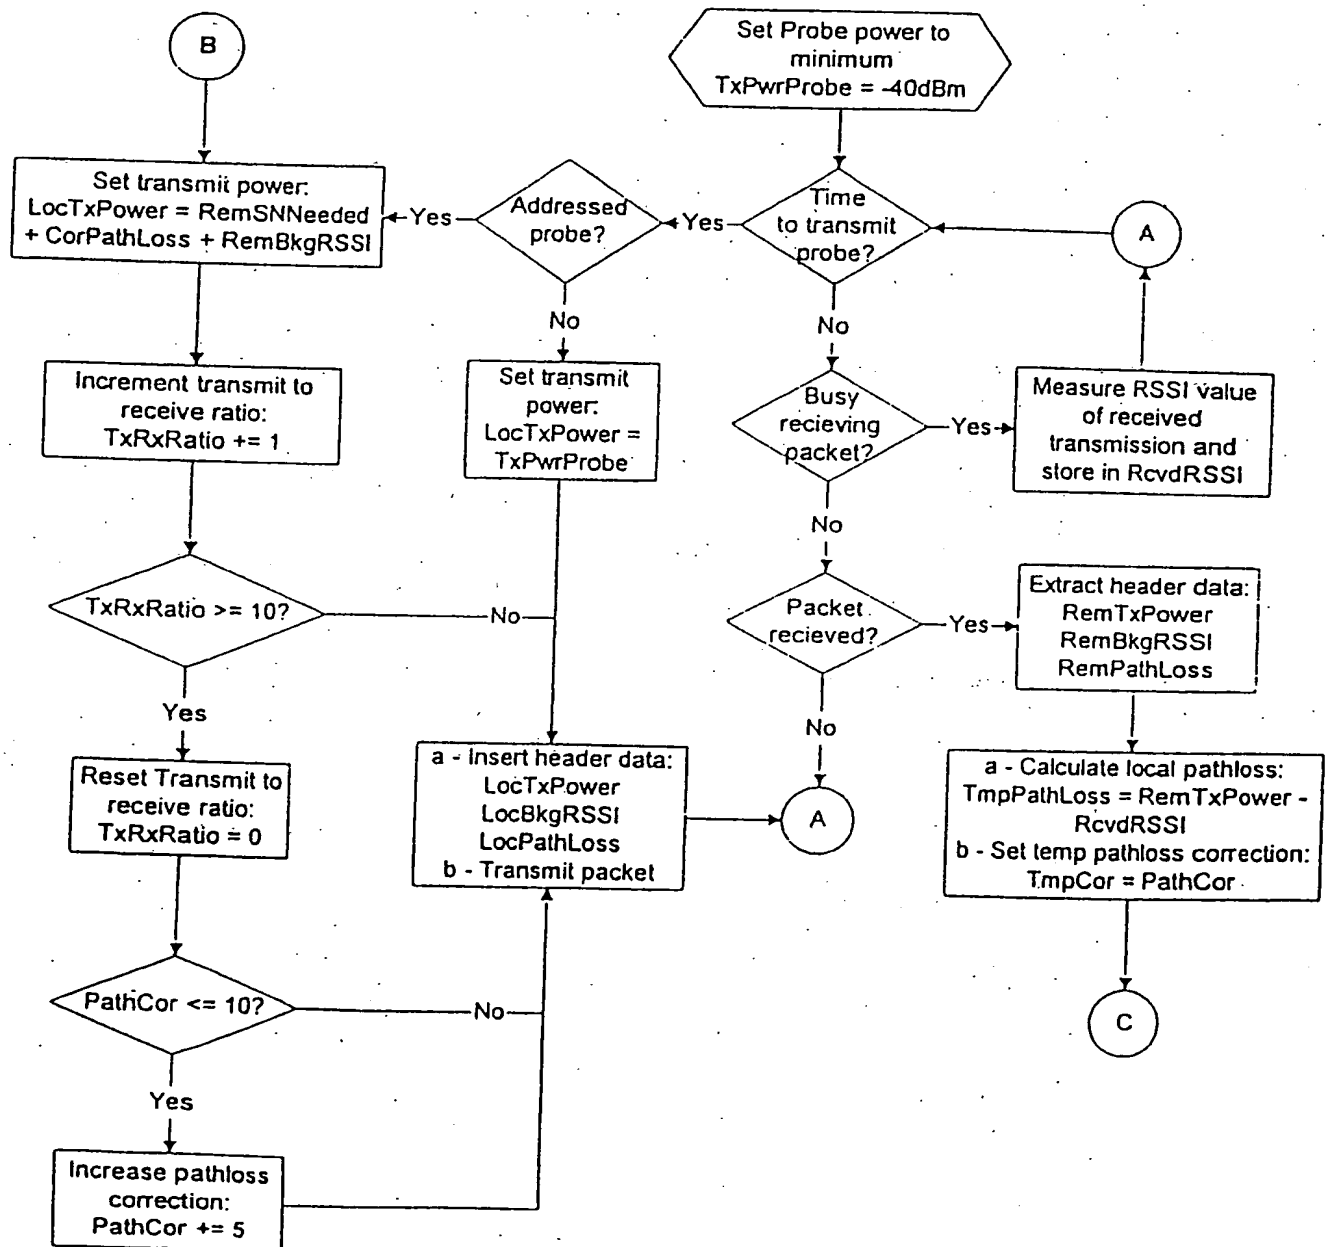 B
Set Probe power to
minimum
TxPwrProbe = -40dBm
Set transmit power:
LocTxPower = RemSNNeeded
+ CorPathLoss + RemBkgRSSI
Yes
Addressed
probe?
Yes
Time
to transmit
probe?
A
No
No
Increment transmit to
receive ratio:
TxRxRatio += 1
Set transmit
power:
LocTxPower =
TxPwrProbe
Busy
recieving
packet?
Yes
Measure RSSI value
of received
transmission and
store in RcvdRSSI
No
TxRxRatio >= 10?
No
Packet
recieved?
Yes
Extract header data:
RemTxPower
RemBkgRSSI
RemPathLoss
Yes
No
Reset Transmit to
receive ratio:
TxRxRatio = 0
a - Insert header data:
LocTxPower
LocBkgRSSI
LocPathLoss
b - Transmit packet
A
a - Calculate local pathloss:
TmpPathLoss = RemTxPower -
RcvdRSSI
b - Set temp pathloss correction:
TmpCor = PathCor
PathCor <= 10?
No
C
Yes
Increase pathloss
correction:
PathCor += 5